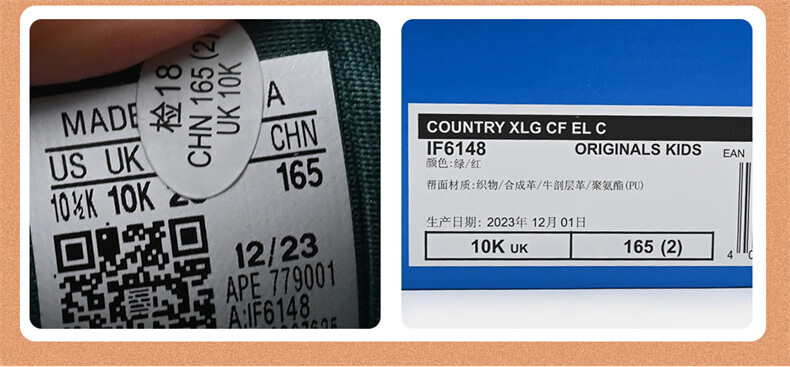 检18
CHN 165 (2)
UK 10K
MADE
A
US UK
CHN
10½K 10K
165
12/23
APE 779001
A:IF6148
COUNTRY XLG CF EL C
IF6148 ORIGINALS KIDS
EAN
颜色:绿/红
帮面材质:织物/合成革/牛剖层革/聚氨酯(PU)
生产日期: 2023年 12月 01日
10K UK 165 (2)
4